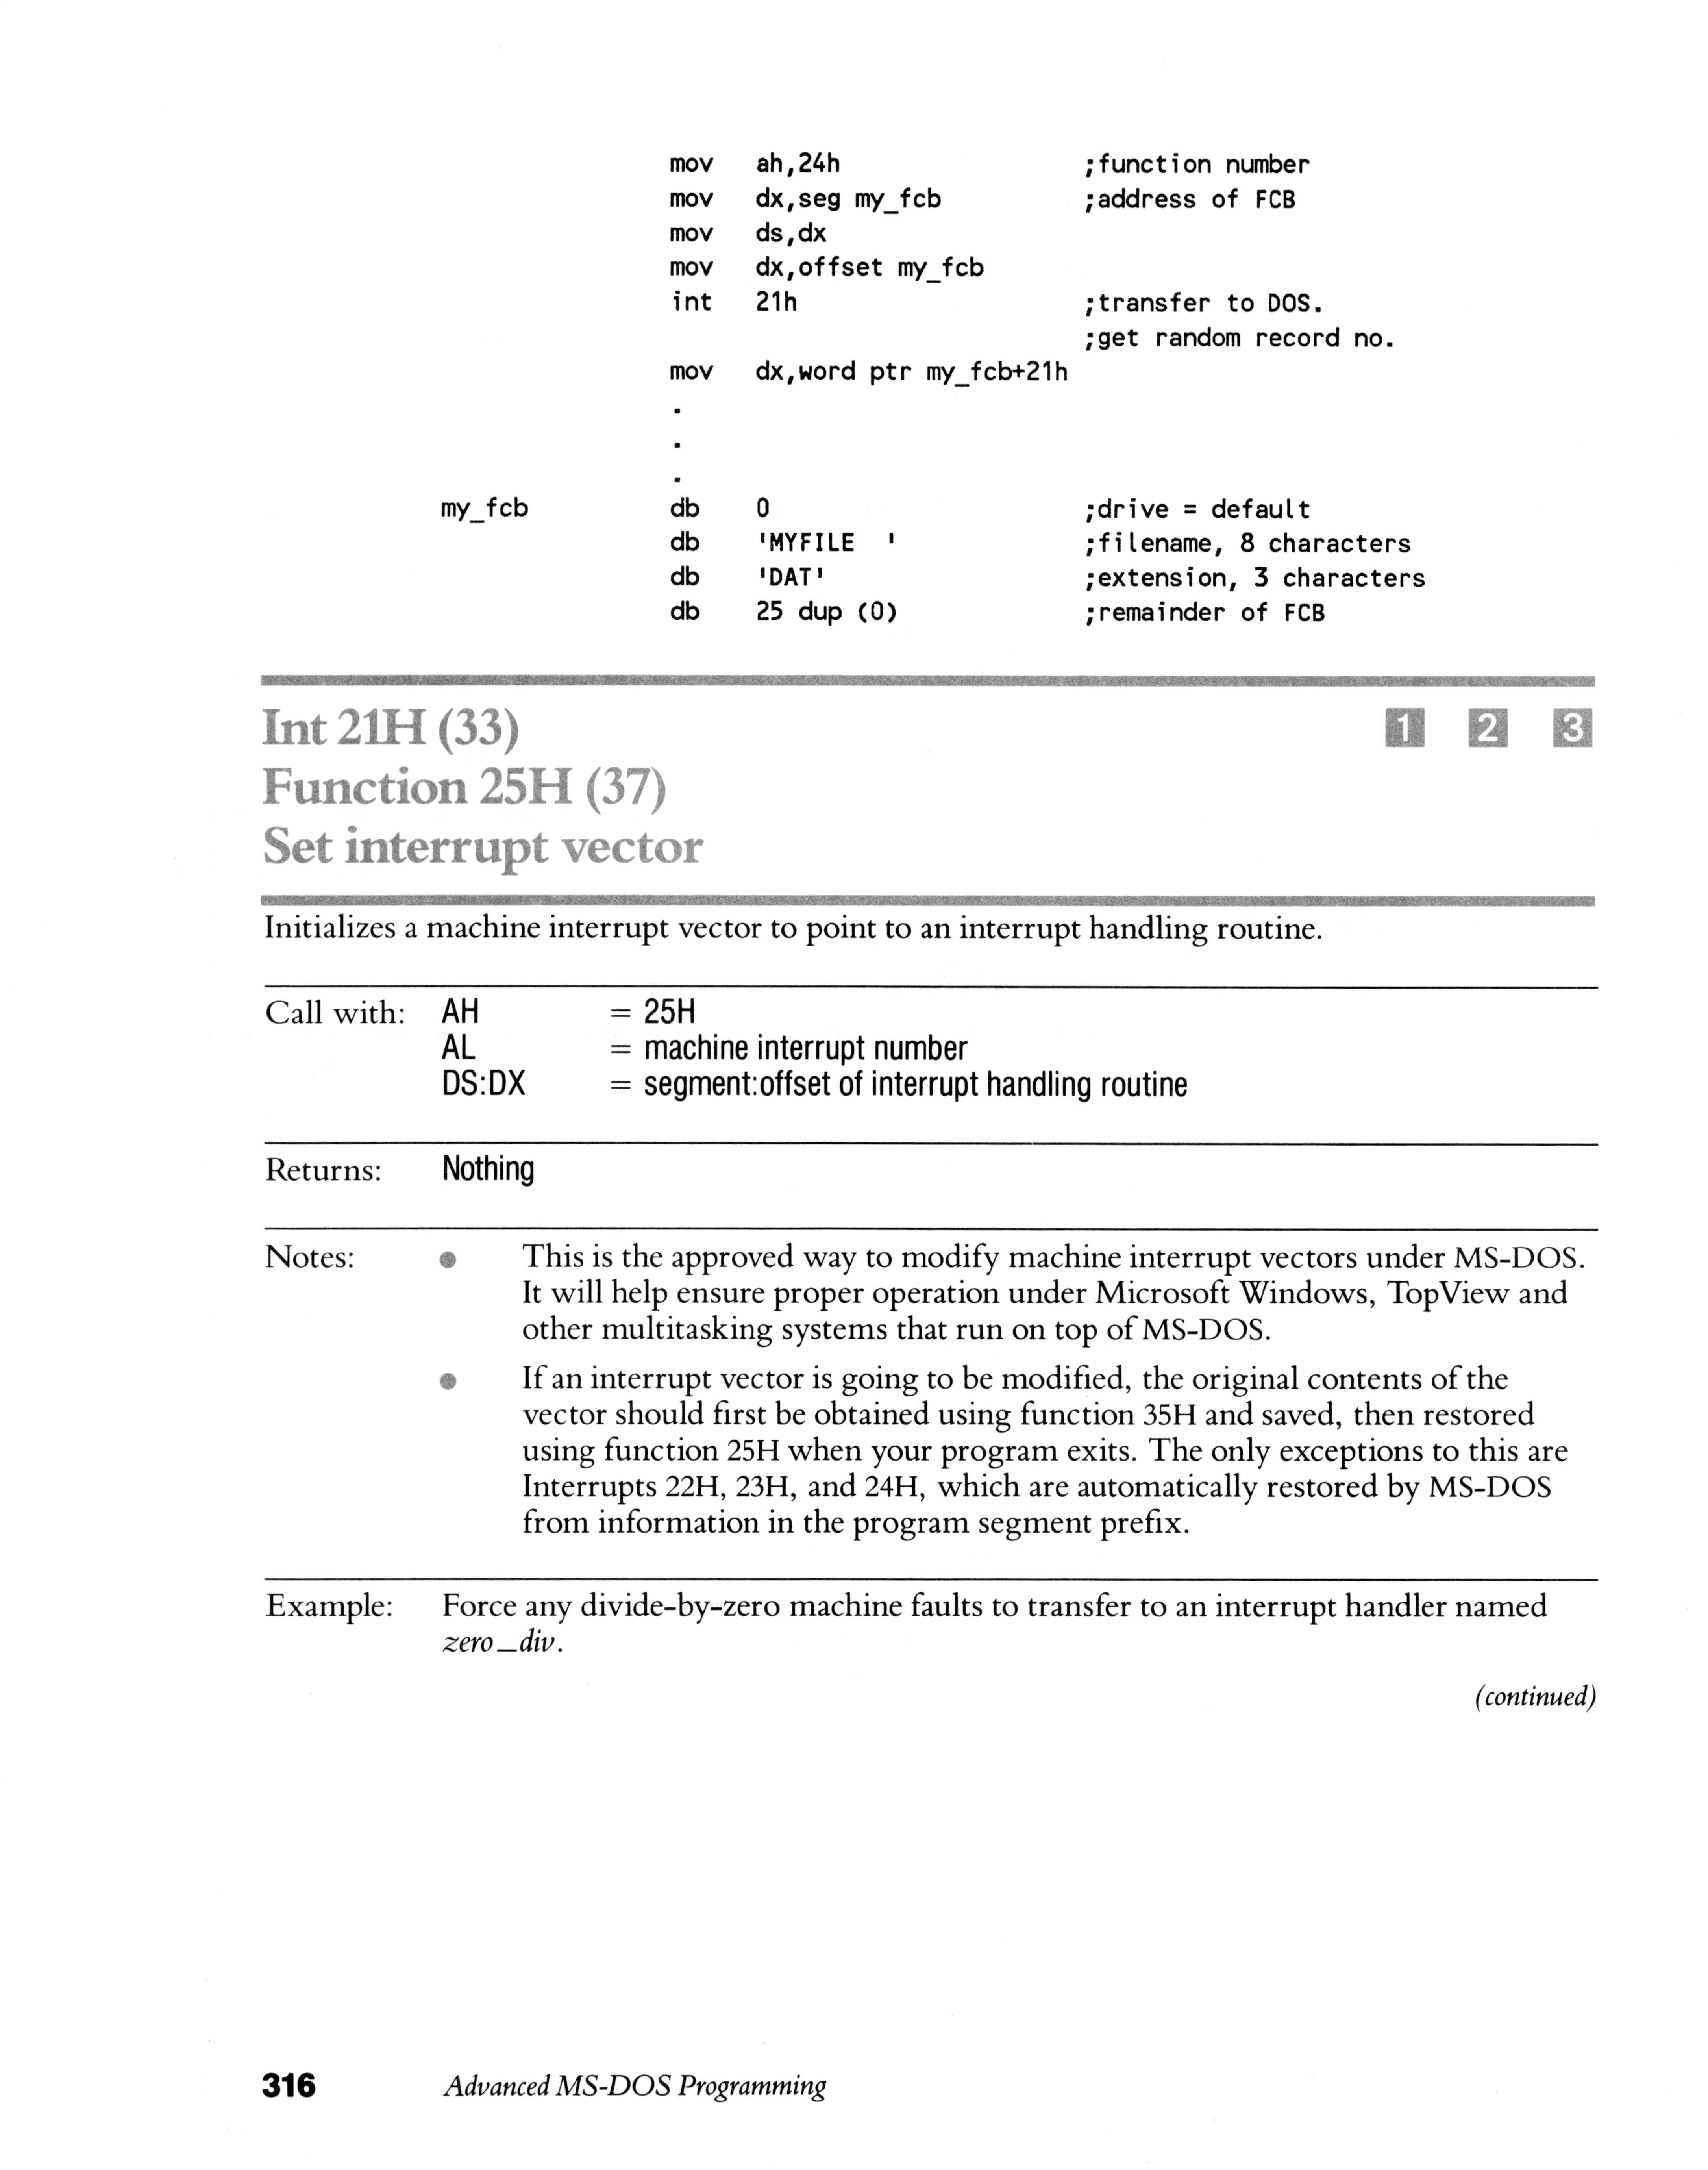 mov ah,24h ;function number
mov dx,seg my_fcb ;address of FCB
mov ds,dx
mov dx,offset my_fcb
int 21h ;transfer to DOS.
;get random record no.
mov dx,word ptr my_fcb+21h
.
.
.
my_fcb db 0 ;drive = default
db 'MYFILE  ' ;filename, 8 characters
db 'DAT' ;extension, 3 characters
db 25 dup (0) ;remainder of FCB
Int 21H (33) 1 2 3
Function 25H (37)
Set interrupt vector
Initializes a machine interrupt vector to point to an interrupt handling routine.
Call with: AH = 25H
AL = machine interrupt number
DS:DX = segment:offset of interrupt handling routine
Returns: Nothing
Notes: • This is the approved way to modify machine interrupt vectors under MS-DOS.
It will help ensure proper operation under Microsoft Windows, TopView and
other multitasking systems that run on top of MS-DOS.
• If an interrupt vector is going to be modified, the original contents of the
vector should first be obtained using function 35H and saved, then restored
using function 25H when your program exits. The only exceptions to this are
Interrupts 22H, 23H, and 24H, which are automatically restored by MS-DOS
from information in the program segment prefix.
Example: Force any divide-by-zero machine faults to transfer to an interrupt handler named
zero_div.
(continued)
316 Advanced MS-DOS Programming